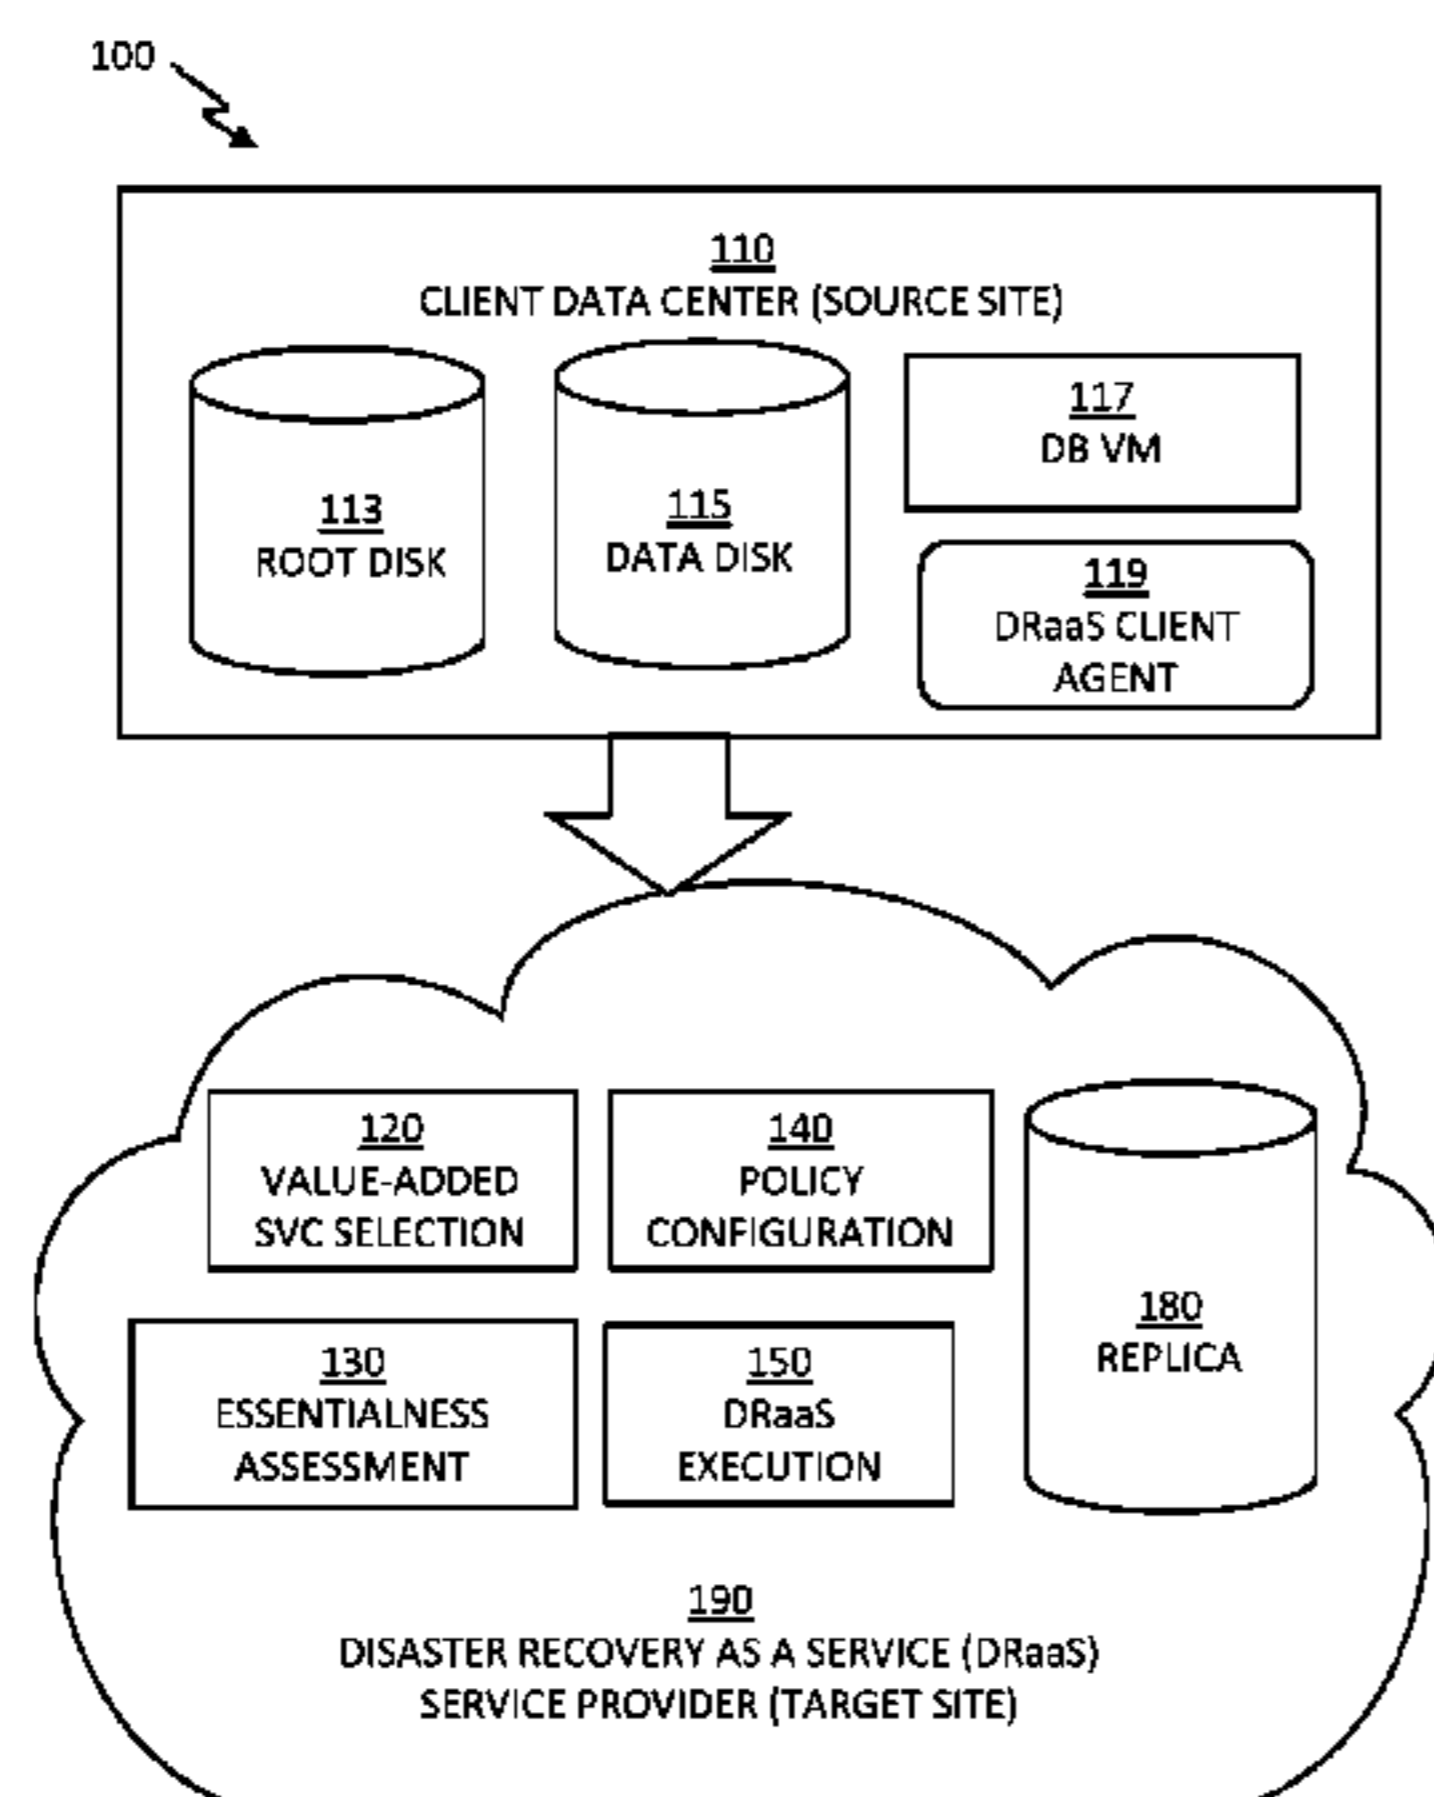 100
110
CLIENT DATA CENTER (SOURCE SITE)
113
ROOT DISK
115
DATA DISK
117
DB VM
119
DRaaS CLIENT
AGENT
120
VALUE-ADDED
SVC SELECTION
140
POLICY
CONFIGURATION
130
ESSENTIALNESS
ASSESSMENT
150
DRaaS
EXECUTION
180
REPLICA
190
DISASTER RECOVERY AS A SERVICE (DRaaS)
SERVICE PROVIDER (TARGET SITE)